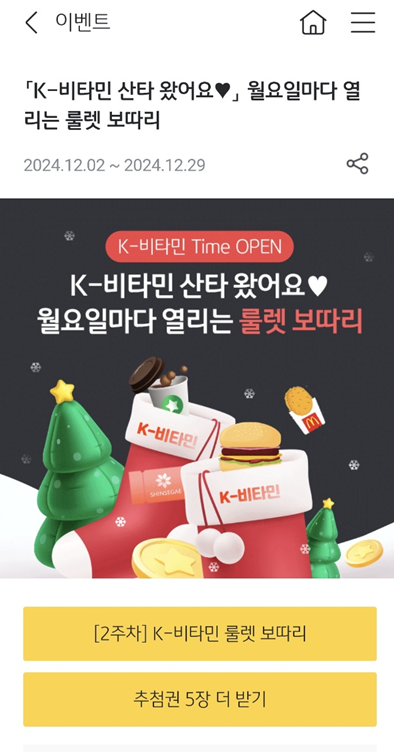 이벤트
「K-비타민 산타 왔어요♥」 월요일마다 열
리는 룰렛 보따리
2024.12.02 ~ 2024.12.29
K-비타민 Time OPEN
K-비타민 산타 왔어요♥
월요일마다 열리는 룰렛 보따리
K-비타민
SHINSEGAE
K-비타민
[2주차] K-비타민 룰렛 보따리
추첨권 5장 더 받기